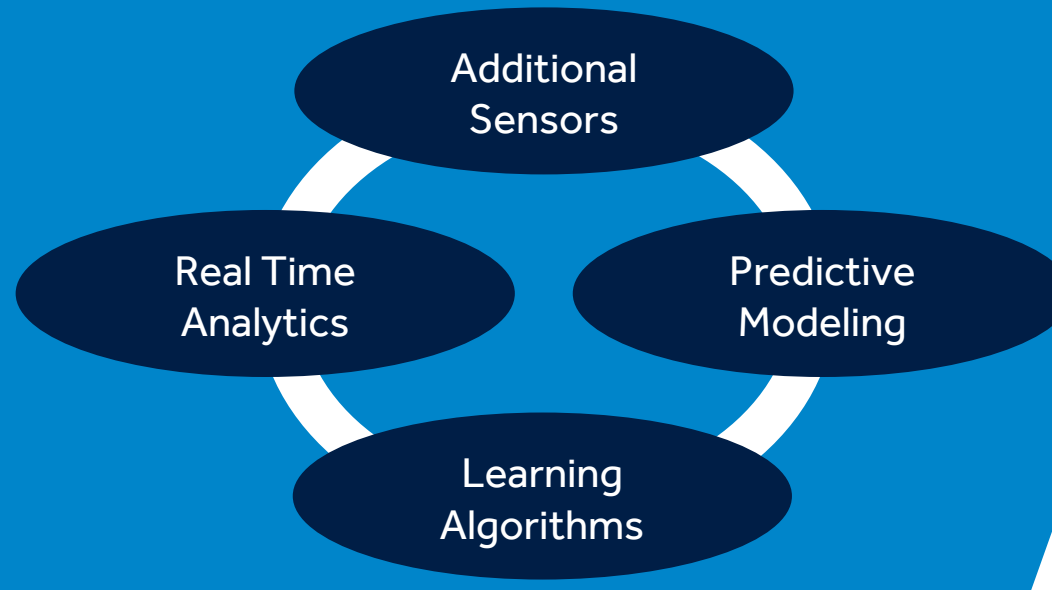 Additional
Sensors
Real Time
Analytics
Predictive
Modeling
Learning
Algorithms